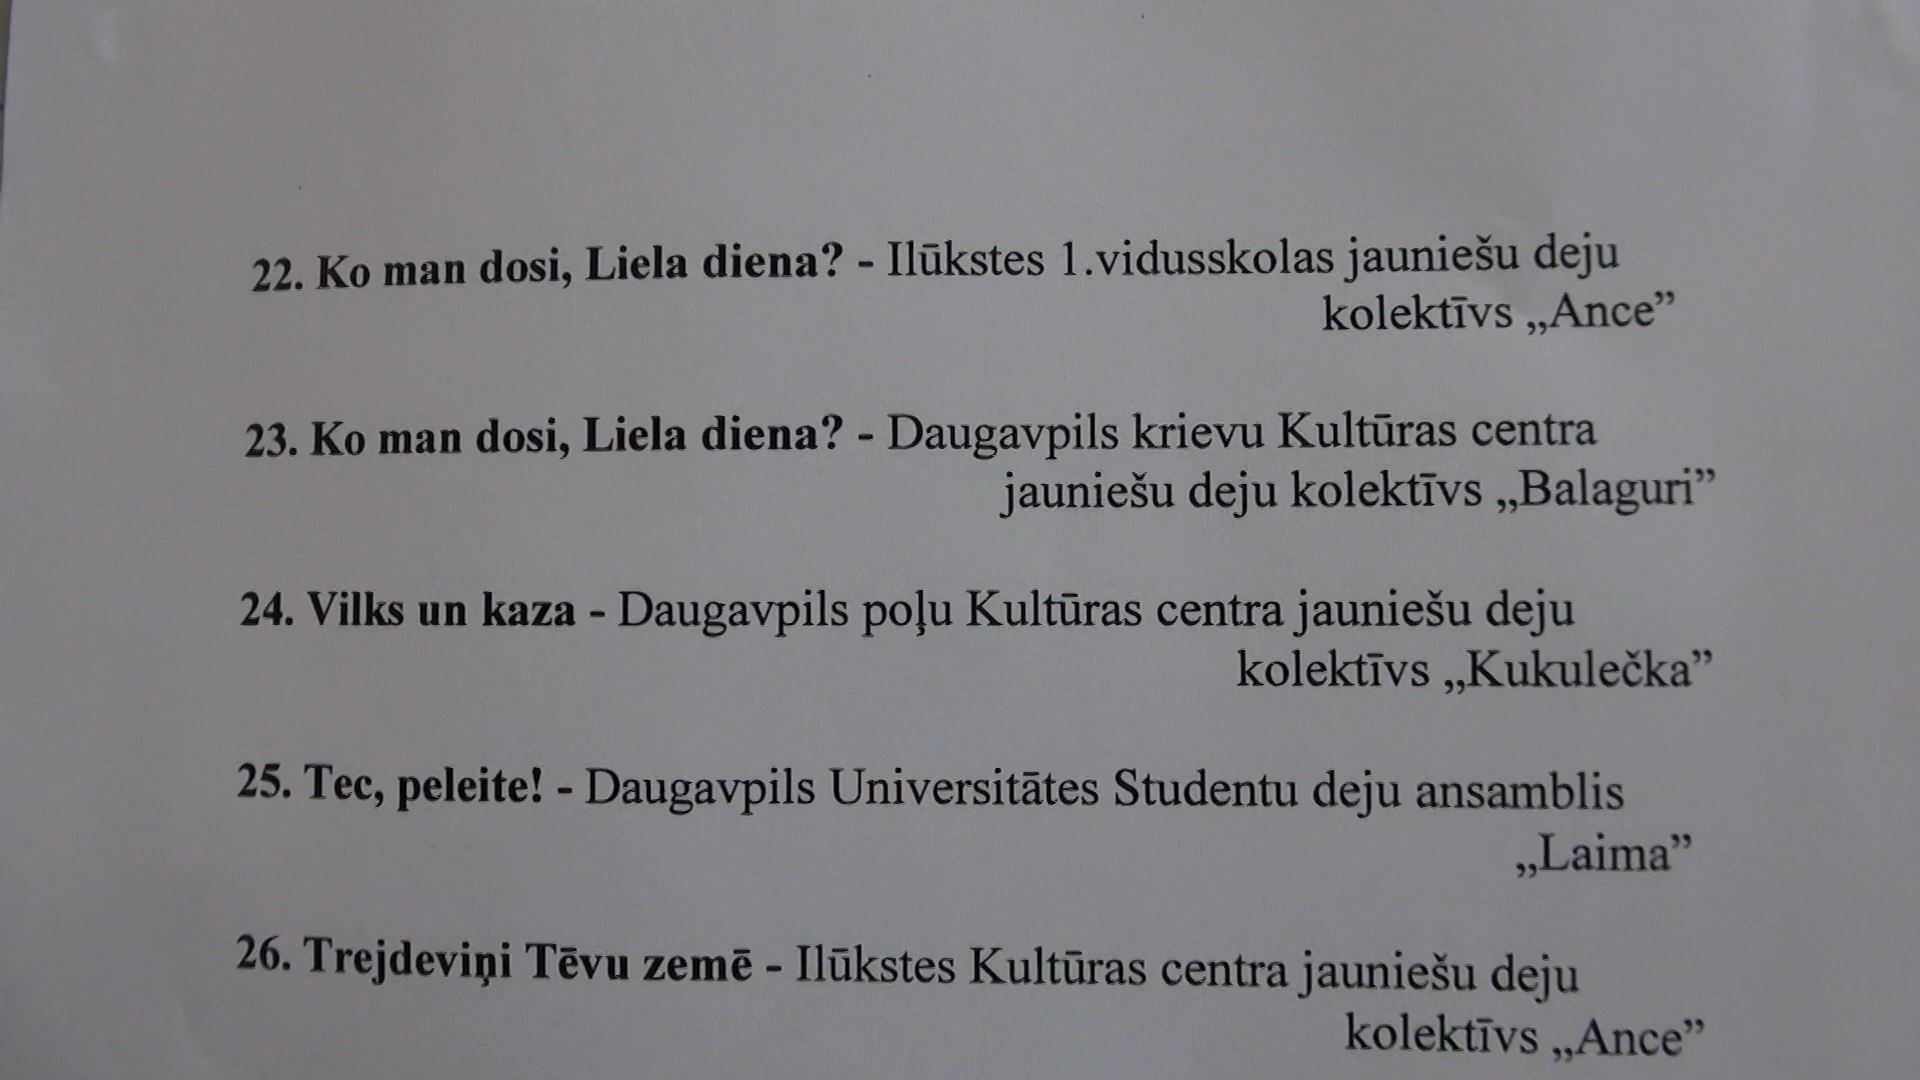 22. Ko man dosi, Liela diena? - Ilūkstes 1.vidusskolas jauniešu deju
kolektīvs „Ance”
23. Ko man dosi, Liela diena? - Daugavpils krievu Kultūras centra
jauniešu deju kolektīvs „Balaguri”
24. Vilks un kaza - Daugavpils poļu Kultūras centra jauniešu deju
kolektīvs „Kukulečka”
25. Tec, peleite! - Daugavpils Universitātes Studentu deju ansamblis
„Laima”
26. Trejdeviņi Tēvu zemē - Ilūkstes Kultūras centra jauniešu deju
kolektīvs „Ance”